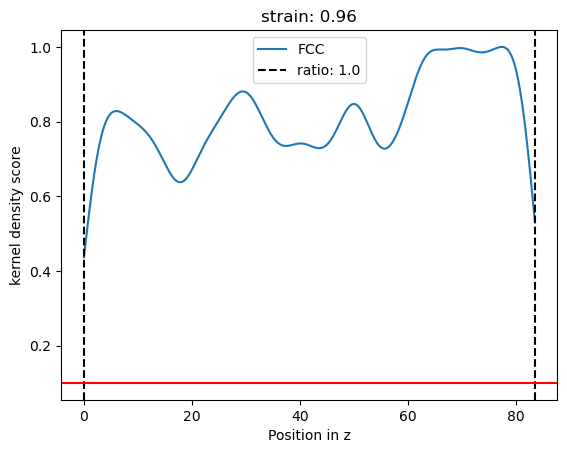 strain: 0.96
FCC
ratio: 1.0
kernel density score
1.0
0.8
0.6
0.4
0.2
0 20 40 60 80
Position in z